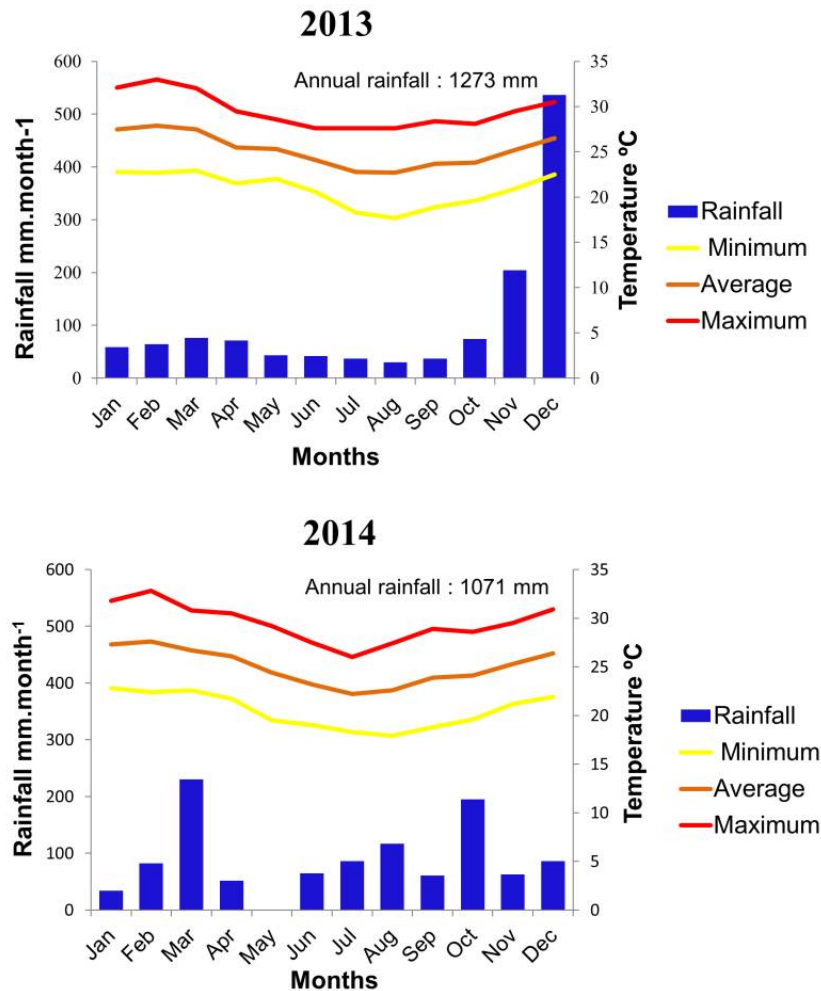 2013
Annual rainfall : 1273 mm
Rainfall mm.month-1
600
500
400
300
200
100
0
35
30
25
20
15
10
5
0
Temperature ºC
Jan Feb Mar Apr May Jun Jul Aug Sep Oct Nov Dec
Months
Rainfall
Minimum
Average
Maximum
2014
Annual rainfall : 1071 mm
Rainfall mm.month-1
600
500
400
300
200
100
0
35
30
25
20
15
10
5
0
Temperature ºC
Jan Feb Mar Apr May Jun Jul Aug Sep Oct Nov Dec
Months
Rainfall
Minimum
Average
Maximum